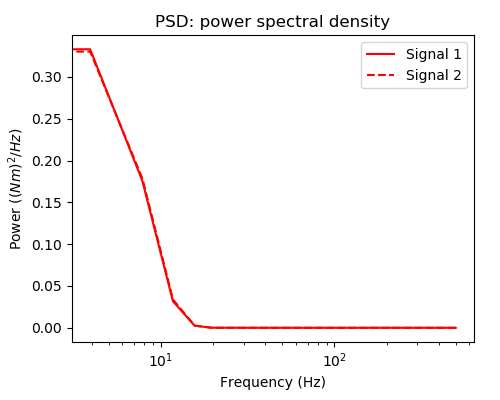 PSD: power spectral density
Signal 1
Signal 2
0.30
0.25
0.20
0.15
0.10
0.05
0.00
Power ((Nm)²/Hz)
10¹
10²
Frequency (Hz)